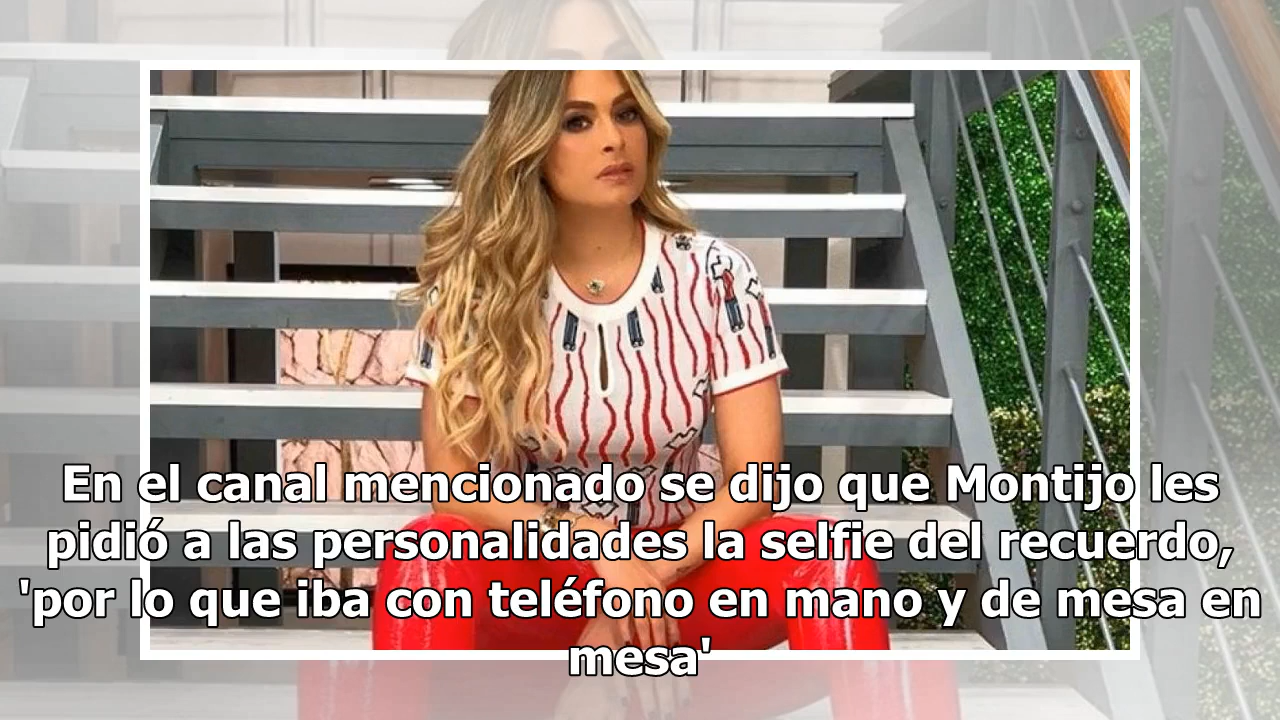 En el canal mencionado se dijo que Montijo les
pidió a las personalidades la selfie del recuerdo,
'por lo que iba con teléfono en mano y de mesa en
mesa'